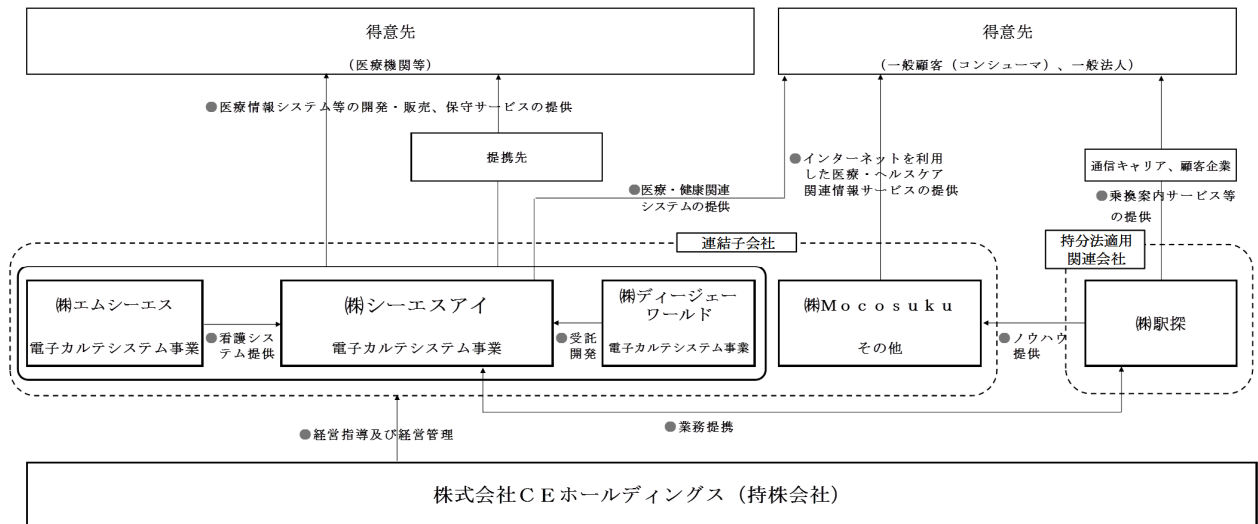 得意先
(医療機関等)
得意先
(一般顧客(コンシューマ)、一般法人)
●医療情報システム等の開発・販売、保守サービスの提供
提携先
●医療・健康関連
システムの提供
●インターネットを利用
した医療・ヘルスケア
関連情報サービスの提供
通信キャリア、顧客企業
●乗換案内サービス等
の提供
連結子会社
持分法適用
関連会社
㈱エムシーエス
電子カルテシステム事業
●看護シス
テム提供
㈱シーエスアイ
電子カルテシステム事業
●受託
開発
㈱ディージェー
ワールド
電子カルテシステム事業
㈱Mocosuku
その他
●ノウハウ
提供
㈱駅探
●業務提携
●経営指導及び経営管理
株式会社CEホールディングス(持株会社)